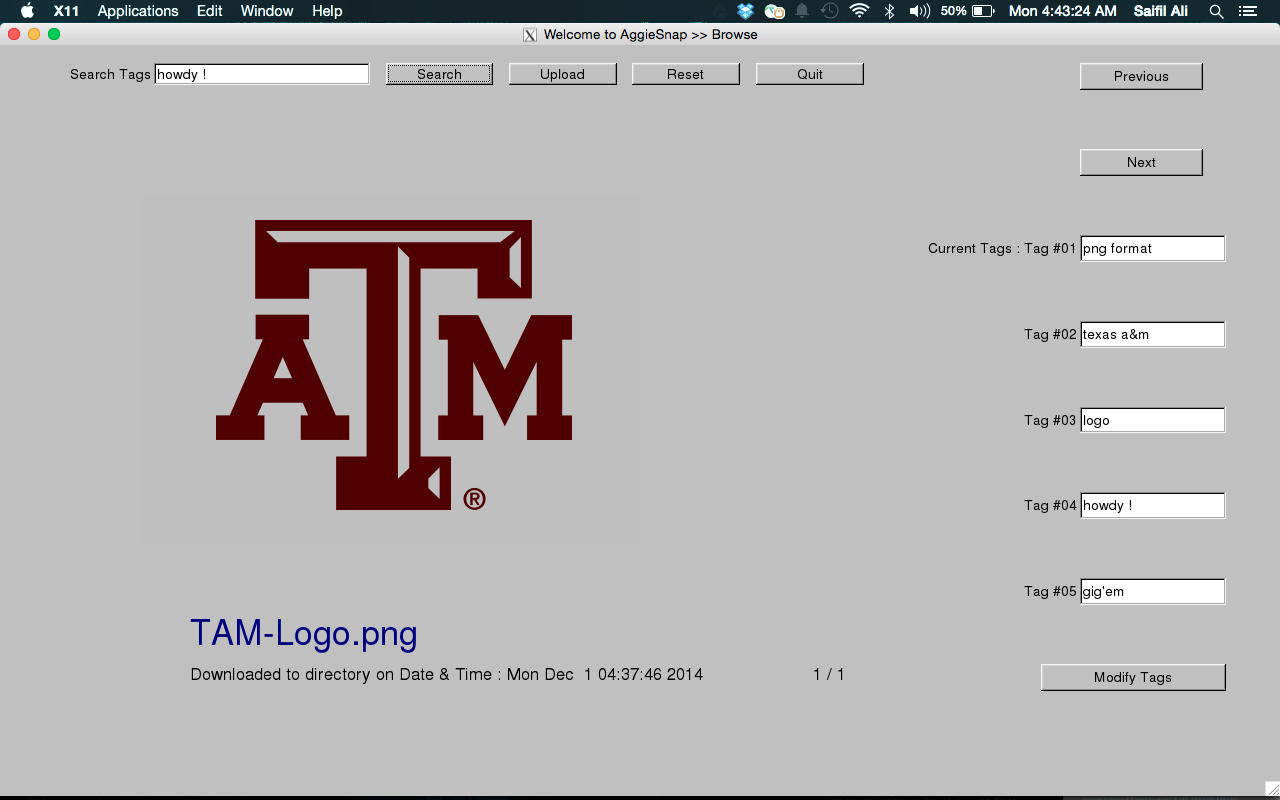 X11 Applications Edit Window Help 50% Mon 4:43:24 AM Saifil Ali
X Welcome to AggieSnap >> Browse
Search Tags howdy ! Search Upload Reset Quit Previous
Next
Current Tags : Tag #01 png format
Tag #02 texas a&m
Tag #03 logo
Tag #04 howdy !
Tag #05 gig'em
ATM ®
TAM-Logo.png
Downloaded to directory on Date & Time : Mon Dec  1 04:37:46 2014 1 / 1 Modify Tags